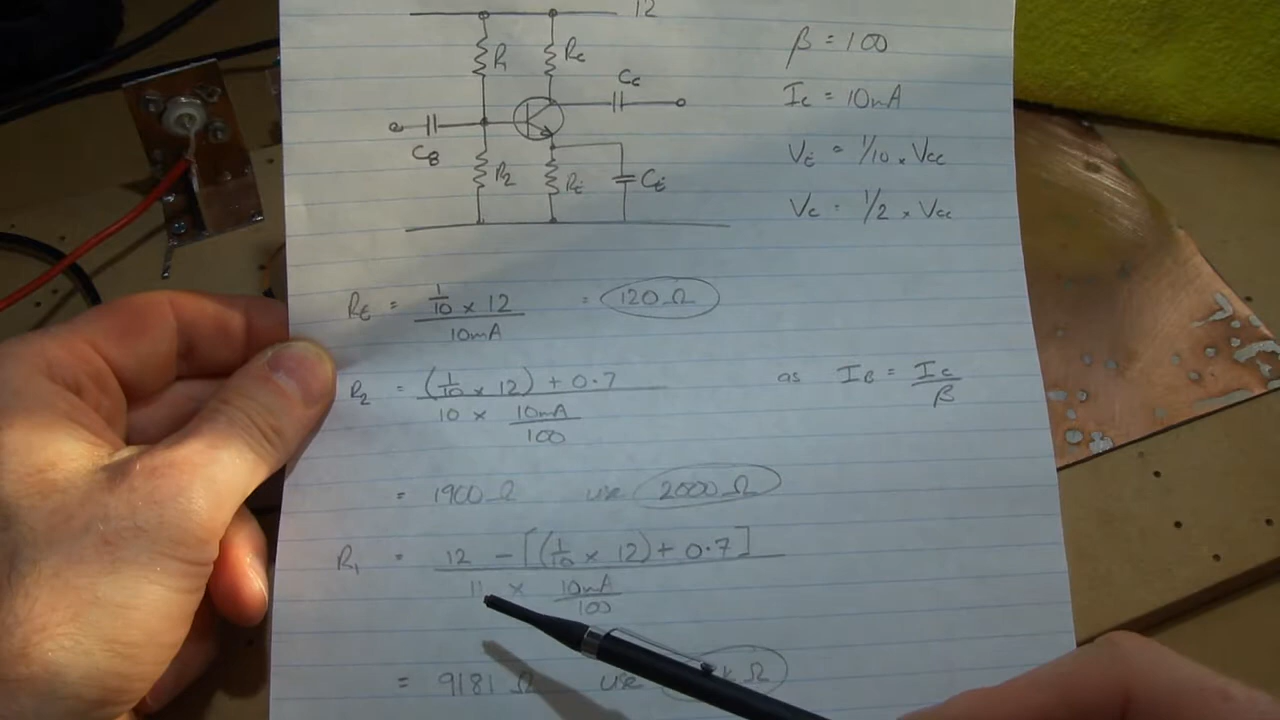 12
R1 Rc
Cc
CB
R2 RE CE
β = 100
Ic = 10mA
VE = 1/10 x Vcc
Vc = 1/2 x Vcc
RE = 1/10 x 12 / 10mA = 120 Ω
R2 = (1/10 x 12) + 0.7 / 10 x 10mA / 100 as IB = Ic / β
= 1900 Ω use 2000 Ω
R1 = 12 - [(1/10 x 12) + 0.7] / 11 x 10mA / 100
= 9181 Ω use k Ω